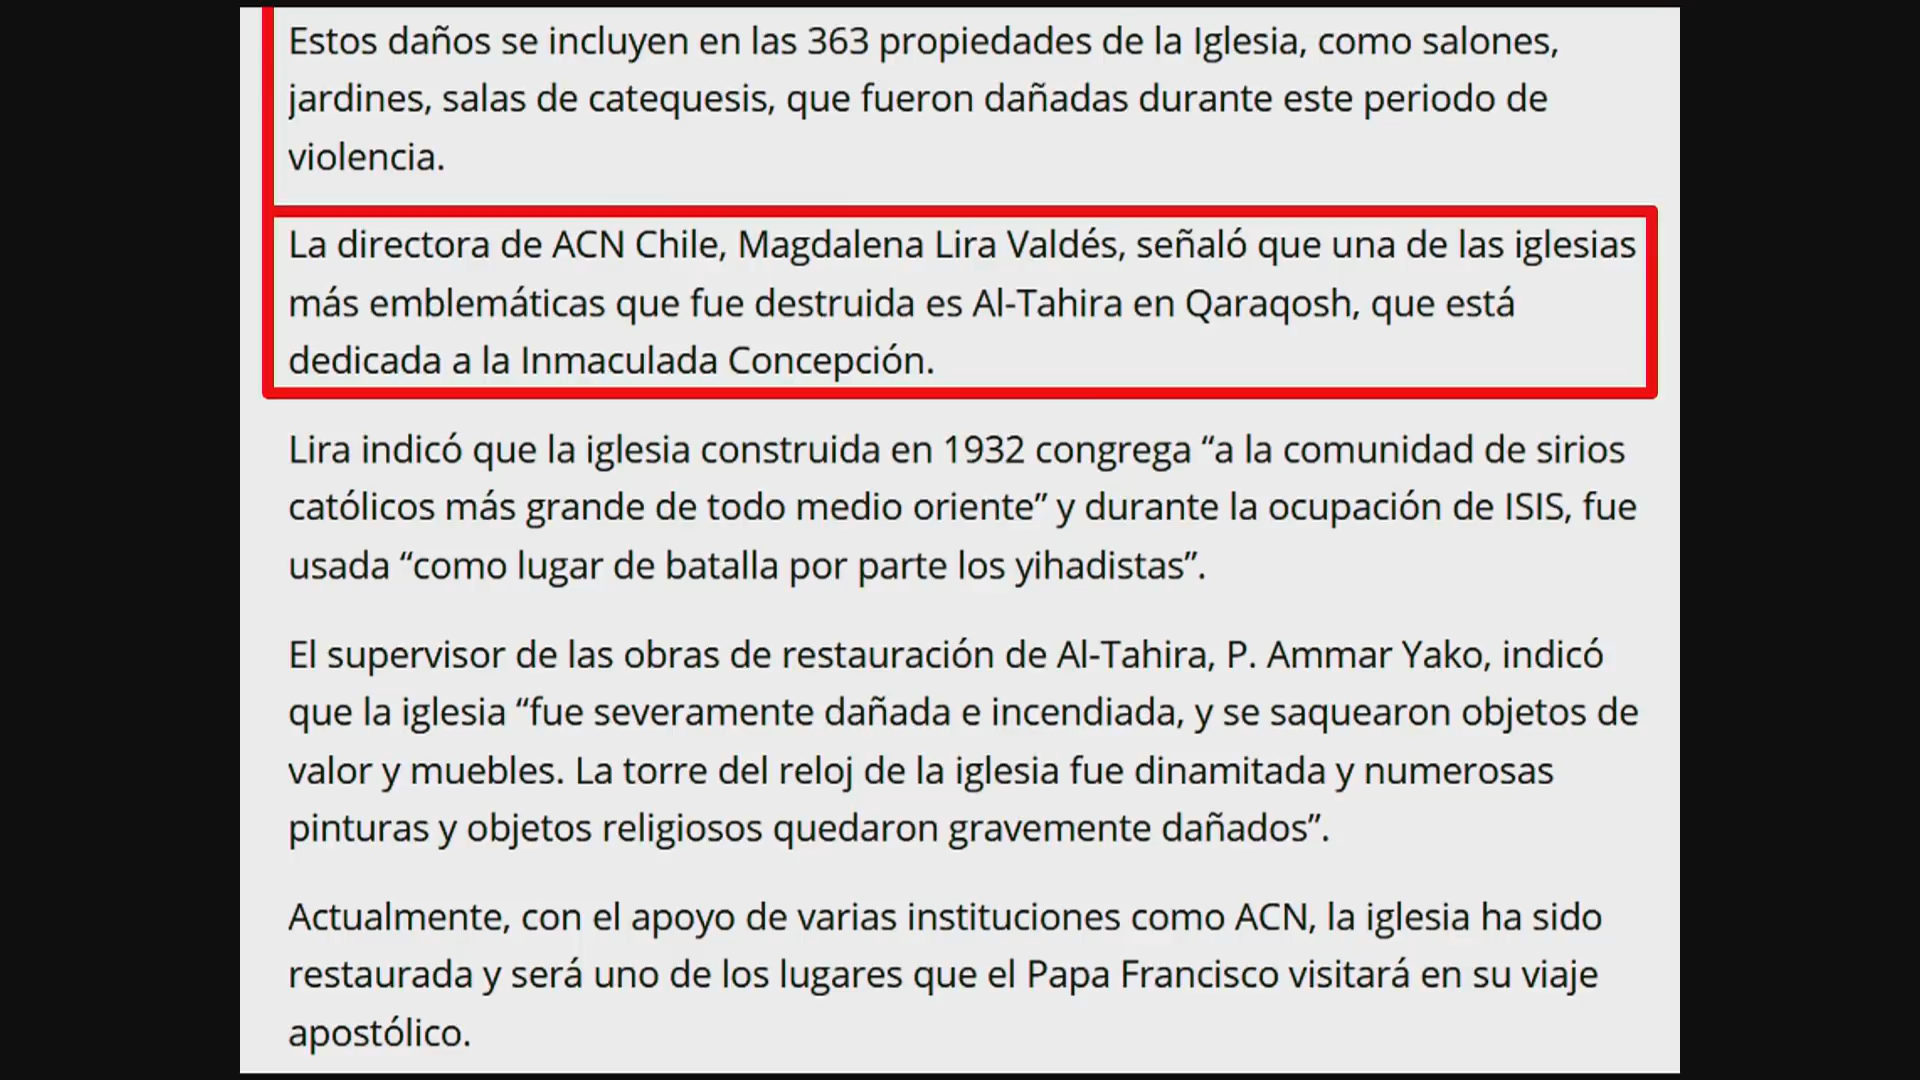 Estos daños se incluyen en las 363 propiedades de la Iglesia, como salones,
jardines, salas de catequesis, que fueron dañadas durante este periodo de
violencia.
La directora de ACN Chile, Magdalena Lira Valdés, señaló que una de las iglesias
más emblemáticas que fue destruida es Al-Tahira en Qaraqosh, que está
dedicada a la Inmaculada Concepción.
Lira indicó que la iglesia construida en 1932 congrega “a la comunidad de sirios
católicos más grande de todo medio oriente” y durante la ocupación de ISIS, fue
usada “como lugar de batalla por parte los yihadistas”.
El supervisor de las obras de restauración de Al-Tahira, P. Ammar Yako, indicó
que la iglesia “fue severamente dañada e incendiada, y se saquearon objetos de
valor y muebles. La torre del reloj de la iglesia fue dinamitada y numerosas
pinturas y objetos religiosos quedaron gravemente dañados”.
Actualmente, con el apoyo de varias instituciones como ACN, la iglesia ha sido
restaurada y será uno de los lugares que el Papa Francisco visitará en su viaje
apostólico.